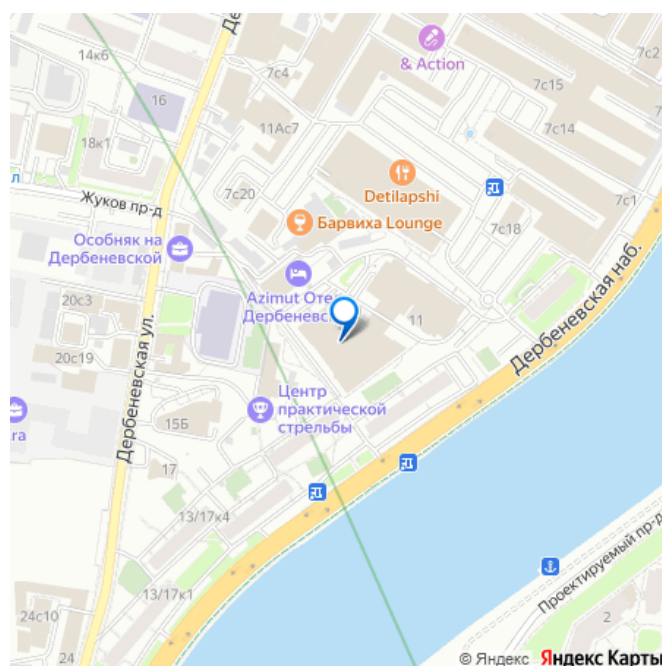 14к6
7с4
& Action
7с15
16
7с14
11Ас7
18к1
7с20
Detilapshi
7с1
Жуков пр-д
Барвиха Lounge
7с18
Особняк на
Дербеневской
Дербеневская наб.
Azimut Оте
Дербеневск
20с3
11
20с19
Дербеневская ул.
Центр
практической
стрельбы
15Б
17
13/17к4
13/17к1
Проектируемый пр-д
24с10
24
2
© Яндекс Яндекс Карты